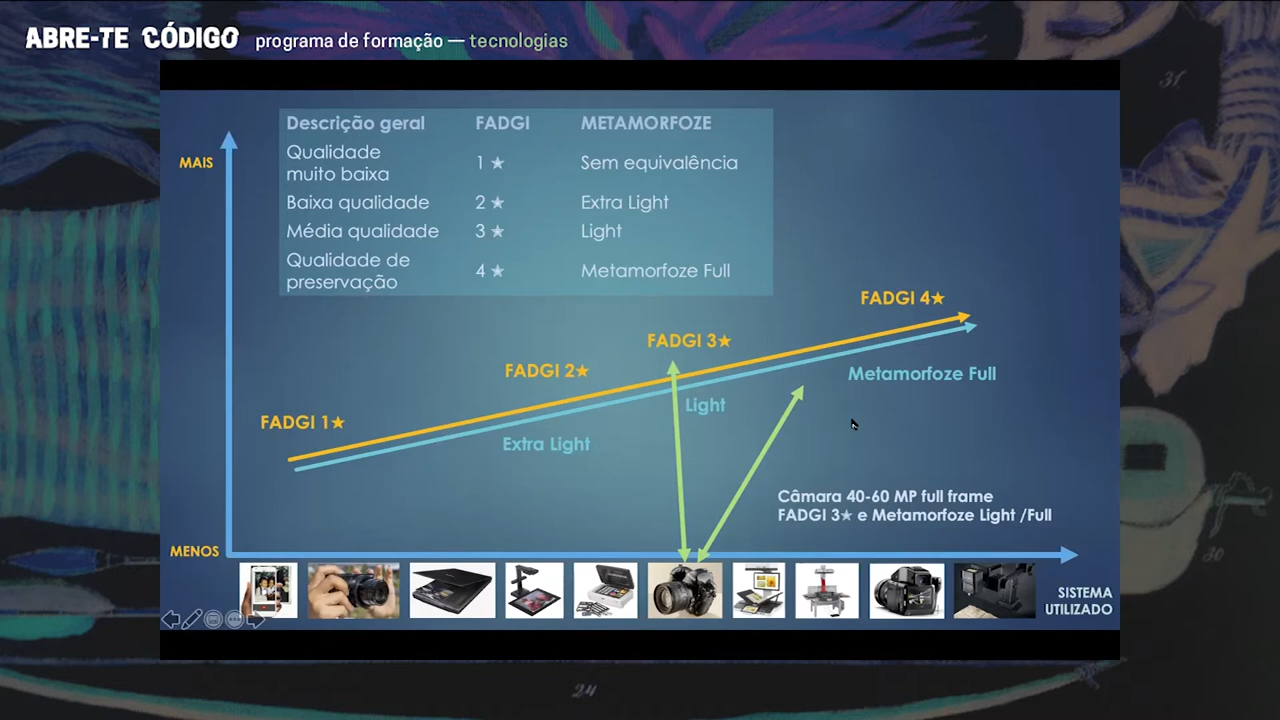 ABRE-TE CÓDIGO programa de formação — tecnologias
31
Descrição geral FADGI METAMORFOZE
MAIS
Qualidade
muito baixa 1 ★ Sem equivalência
Baixa qualidade 2 ★ Extra Light
Média qualidade 3 ★ Light
Qualidade de
preservação 4 ★ Metamorfoze Full
FADGI 4★
FADGI 3★
FADGI 2★
Metamorfoze Full
Light
FADGI 1★
Extra Light
Câmara 40-60 MP full frame
FADGI 3★ e Metamorfoze Light /Full
MENOS
30
SISTEMA
UTILIZADO
24